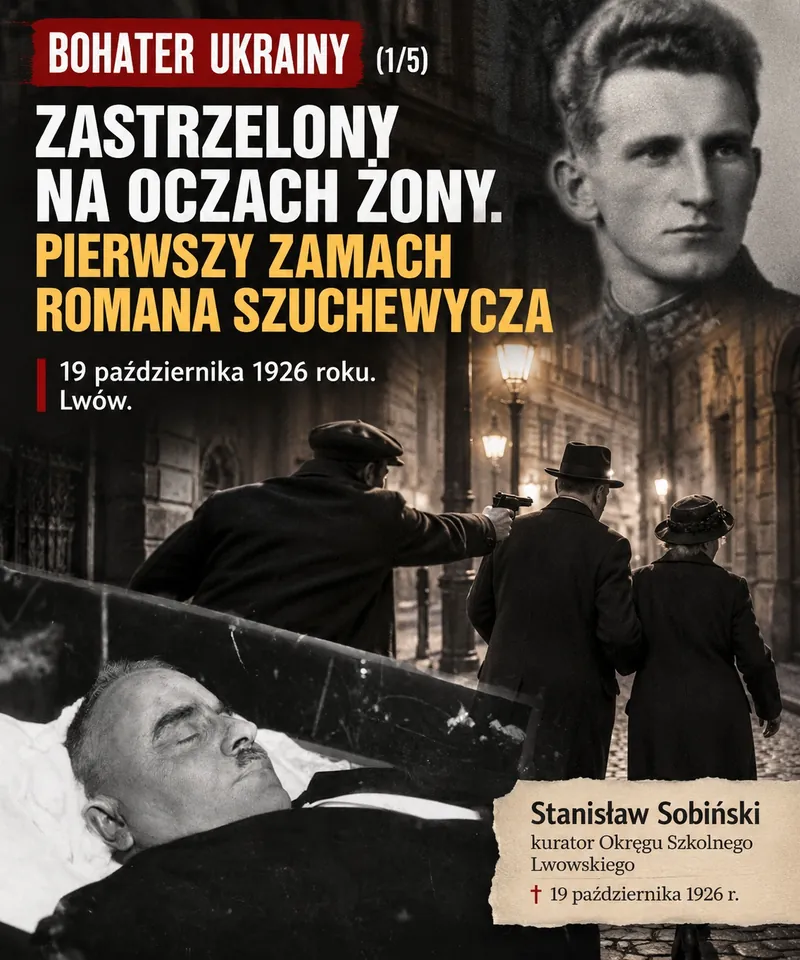 BOHATER UKRAINY (1/5)
ZASTRZELONY
NA OCZACH ŻONY.
PIERWSZY ZAMACH
ROMANA SZUCHEWYCZA
19 października 1926 roku.
Lwów.
Stanisław Sobiński
kurator Okręgu Szkolnego
Lwowskiego
† 19 października 1926 r.